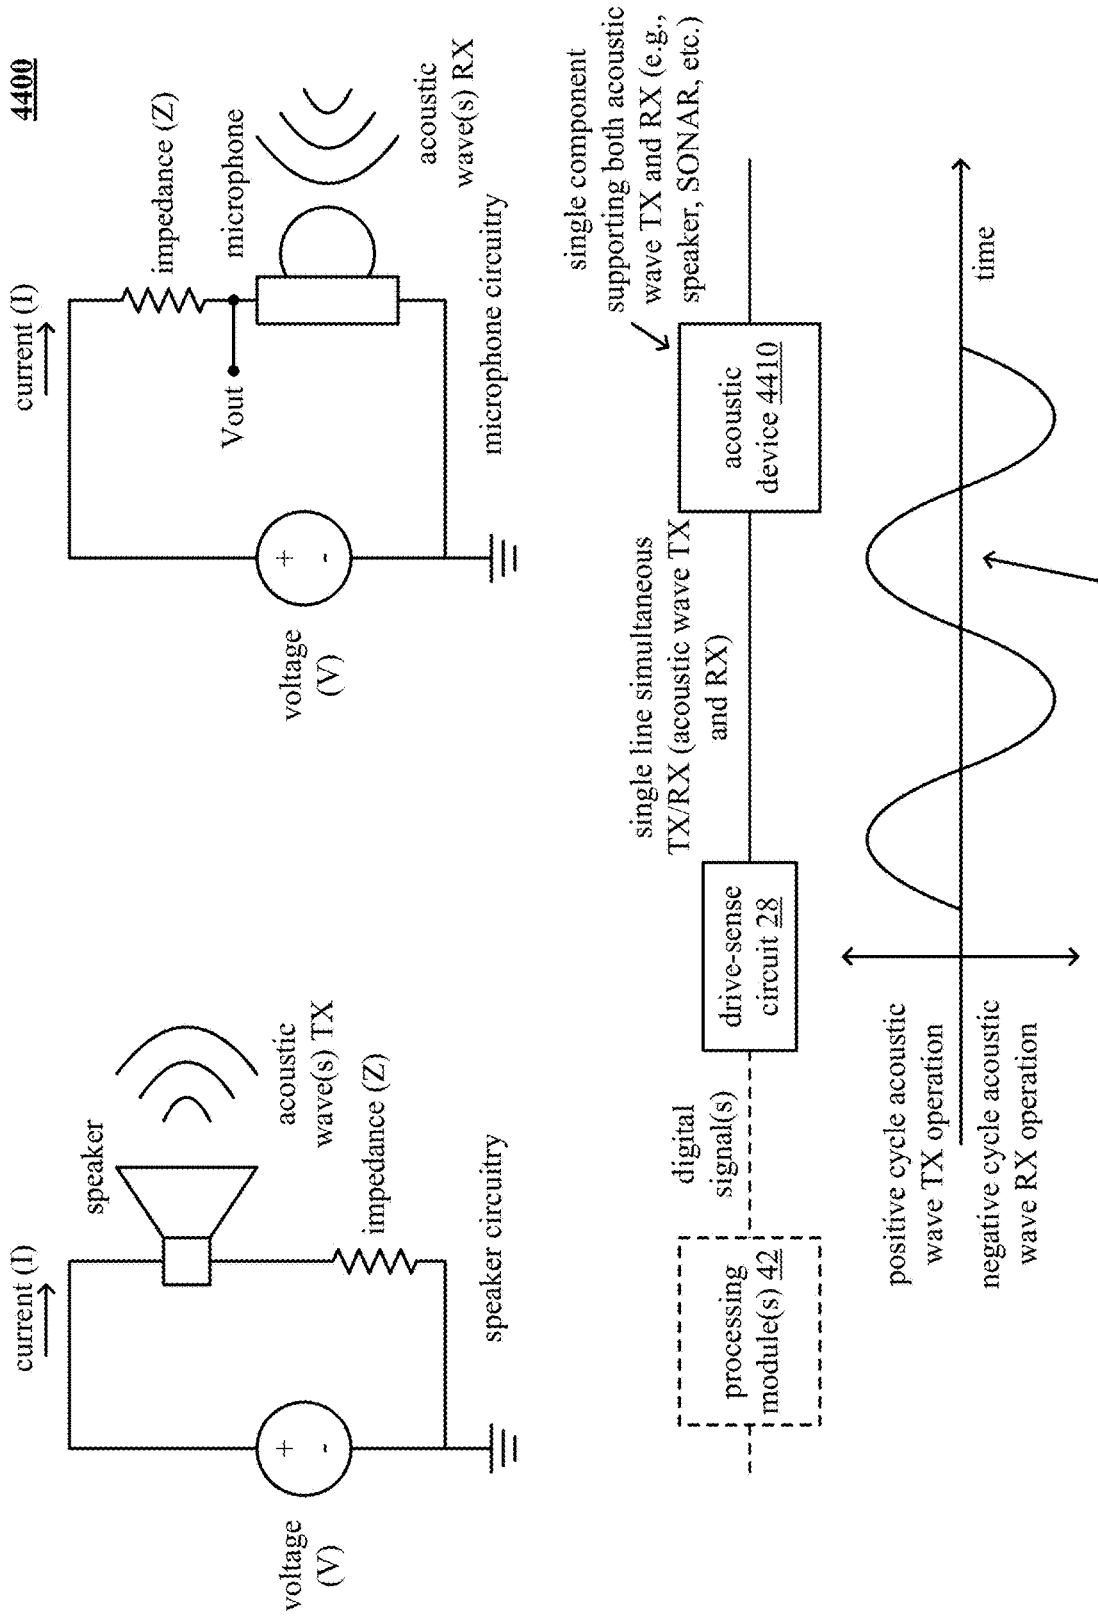 4400
current (I)
speaker
acoustic
wave(s) TX
impedance (Z)
voltage
(V)
+
-
speaker circuitry
current (I)
impedance (Z)
microphone
Vout
acoustic
wave(s) RX
voltage
(V)
+
-
microphone circuitry
processing
module(s) 42
digital
signal(s)
drive-sense
circuit 28
single line simultaneous
TX/RX (acoustic wave TX
and RX)
acoustic
device 4410
single component
supporting both acoustic
wave TX and RX (e.g.,
speaker, SONAR, etc.)
positive cycle acoustic
wave TX operation
negative cycle acoustic
wave RX operation
time